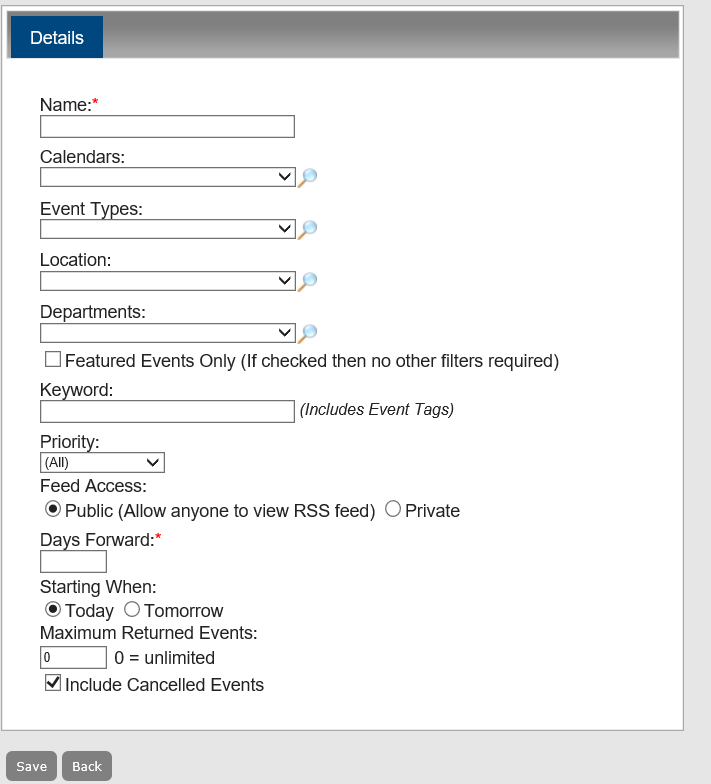 Details
Name:*
Calendars:
Event Types:
Location:
Departments:
Featured Events Only (If checked then no other filters required)
Keyword:
(Includes Event Tags)
Priority:
(All)
Feed Access:
Public (Allow anyone to view RSS feed) Private
Days Forward:*
Starting When:
Today Tomorrow
Maximum Returned Events:
0 0 = unlimited
Include Cancelled Events
Save Back